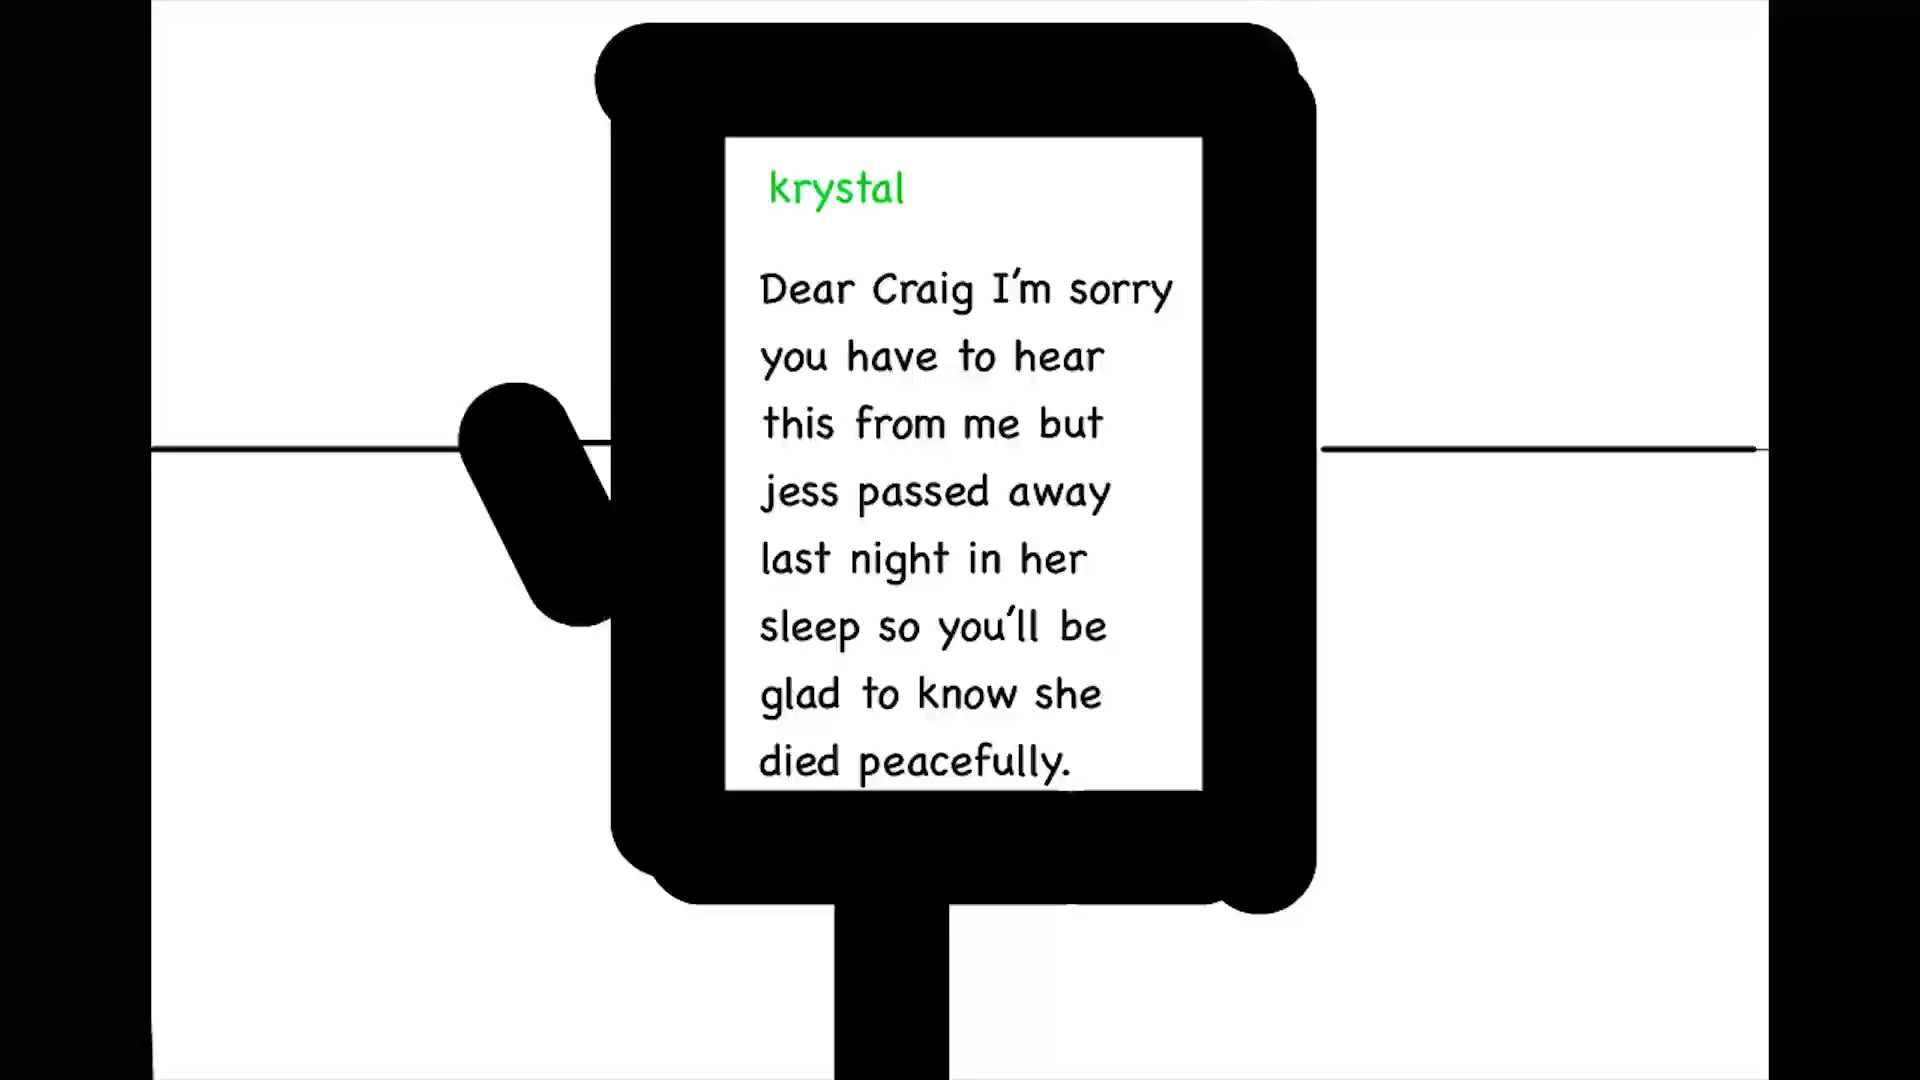 krystal
Dear Craig I'm sorry
you have to hear
this from me but
jess passed away
last night in her
sleep so you'll be
glad to know she
died peacefully.